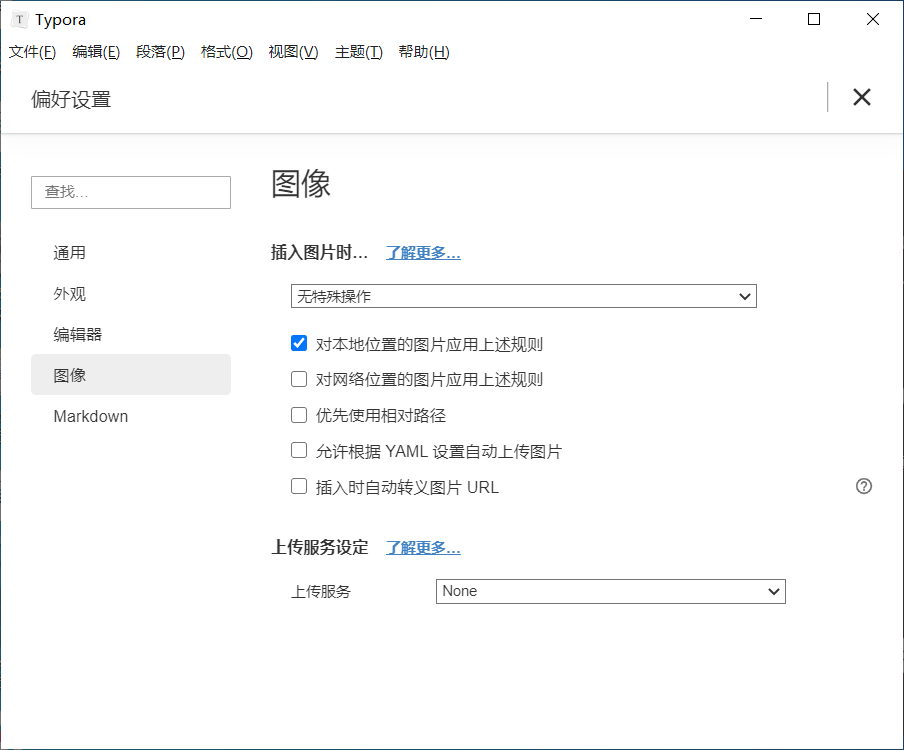 T Typora
文件(F) 编辑(E) 段落(P) 格式(O) 视图(V) 主题(T) 帮助(H)
偏好设置
查找...
通用
外观
编辑器
图像
Markdown
图像
插入图片时... 了解更多...
无特殊操作
对本地位置的图片应用上述规则
对网络位置的图片应用上述规则
优先使用相对路径
允许根据 YAML 设置自动上传图片
插入时自动转义图片 URL
?
上传服务设定 了解更多...
上传服务 None